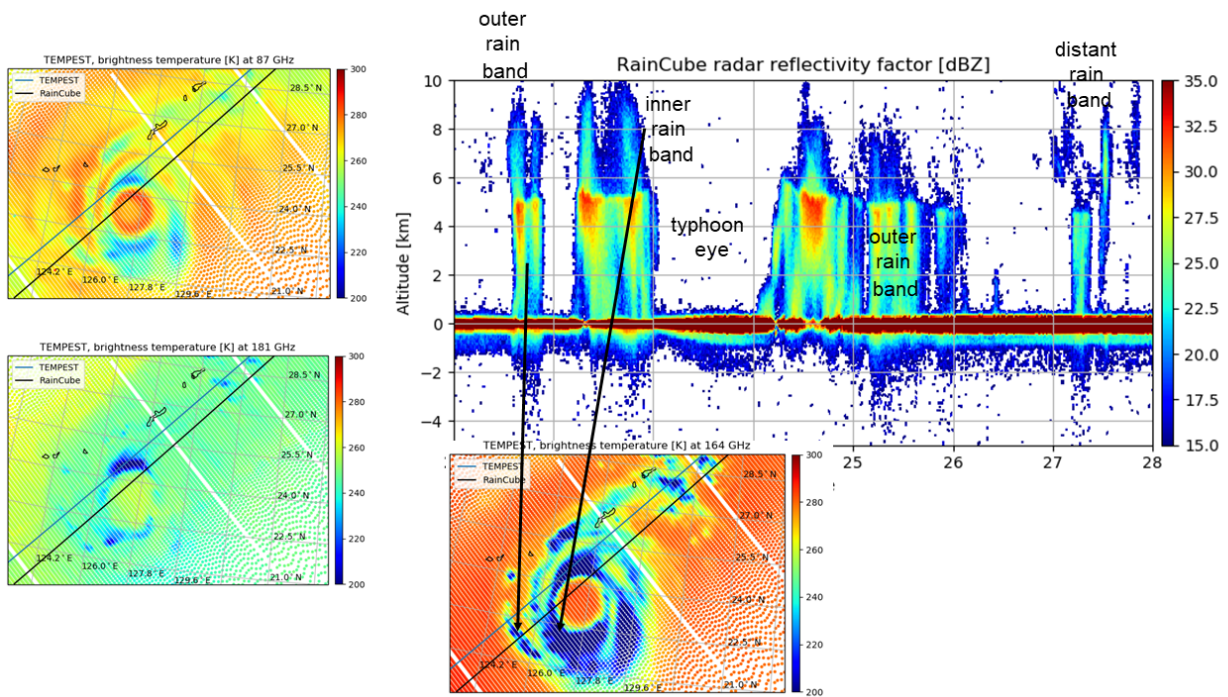 outer
rain
band
distant
rain
band
TEMPEST, brightness temperature [K] at 87 GHz
TEMPEST
RainCube
28.5°N
27.0°N
25.5°N
24.0°N
22.5°N
21.0°N
124.2°E
126.0°E
127.8°E
129.6°E
300
280
260
240
220
200
RainCube radar reflectivity factor [dBZ]
Altitude [km]
10
8
6
4
2
0
−2
−4
inner
rain
band
typhoon
eye
outer
rain
band
25
26
27
28
35.0
32.5
30.0
27.5
25.0
22.5
20.0
17.5
15.0
TEMPEST, brightness temperature [K] at 181 GHz
TEMPEST
RainCube
28.5°N
27.0°N
25.5°N
24.0°N
22.5°N
21.0°N
124.2°E
126.0°E
127.8°E
129.6°E
300
280
260
240
220
200
TEMPEST, brightness temperature [K] at 164 GHz
TEMPEST
RainCube
28.5°N
27.0°N
25.5°N
24.0°N
22.5°N
21.0°N
124.2°E
126.0°E
127.8°E
129.6°E
300
280
260
240
220
200